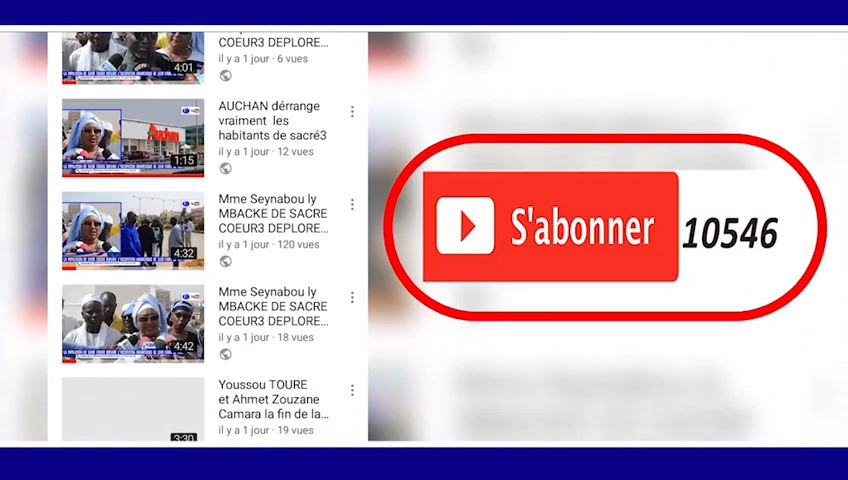 COEUR3 DEPLORE...
il y a 1 jour · 6 vues
4:01
AUCHAN dérrange
vraiment les
habitants de sacré3
il y a 1 jour · 12 vues
Auchan
1:15
Mme Seynabou ly
MBACKE DE SACRE
COEUR3 DEPLORE...
il y a 1 jour · 120 vues
4:32
Mme Seynabou ly
MBACKE DE SACRE
COEUR3 DEPLORE...
il y a 1 jour · 18 vues
4:42
Youssou TOURE
et Ahmet Zouzane
Camara la fin de la...
il y a 1 jour · 19 vues
3:30
S'abonner 10546